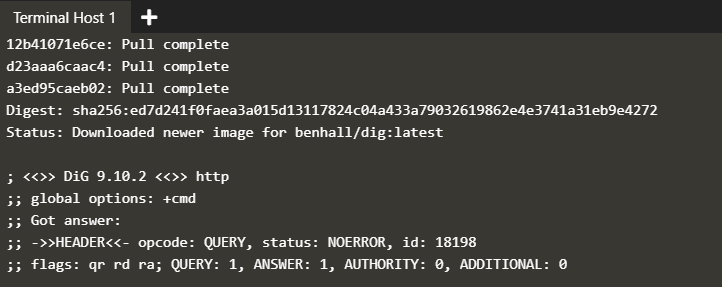 Terminal Host 1
12b41071e6ce: Pull complete
d23aaa6caac4: Pull complete
a3ed95caeb02: Pull complete
Digest: sha256:ed7d241f0faea3a015d13117824c04a433a79032619862e4e3741a31eb9e4272
Status: Downloaded newer image for benhall/dig:latest
; <<>> DiG 9.10.2 <<>> http
;; global options: +cmd
;; Got answer:
;; ->>HEADER<<- opcode: QUERY, status: NOERROR, id: 18198
;; flags: qr rd ra; QUERY: 1, ANSWER: 1, AUTHORITY: 0, ADDITIONAL: 0